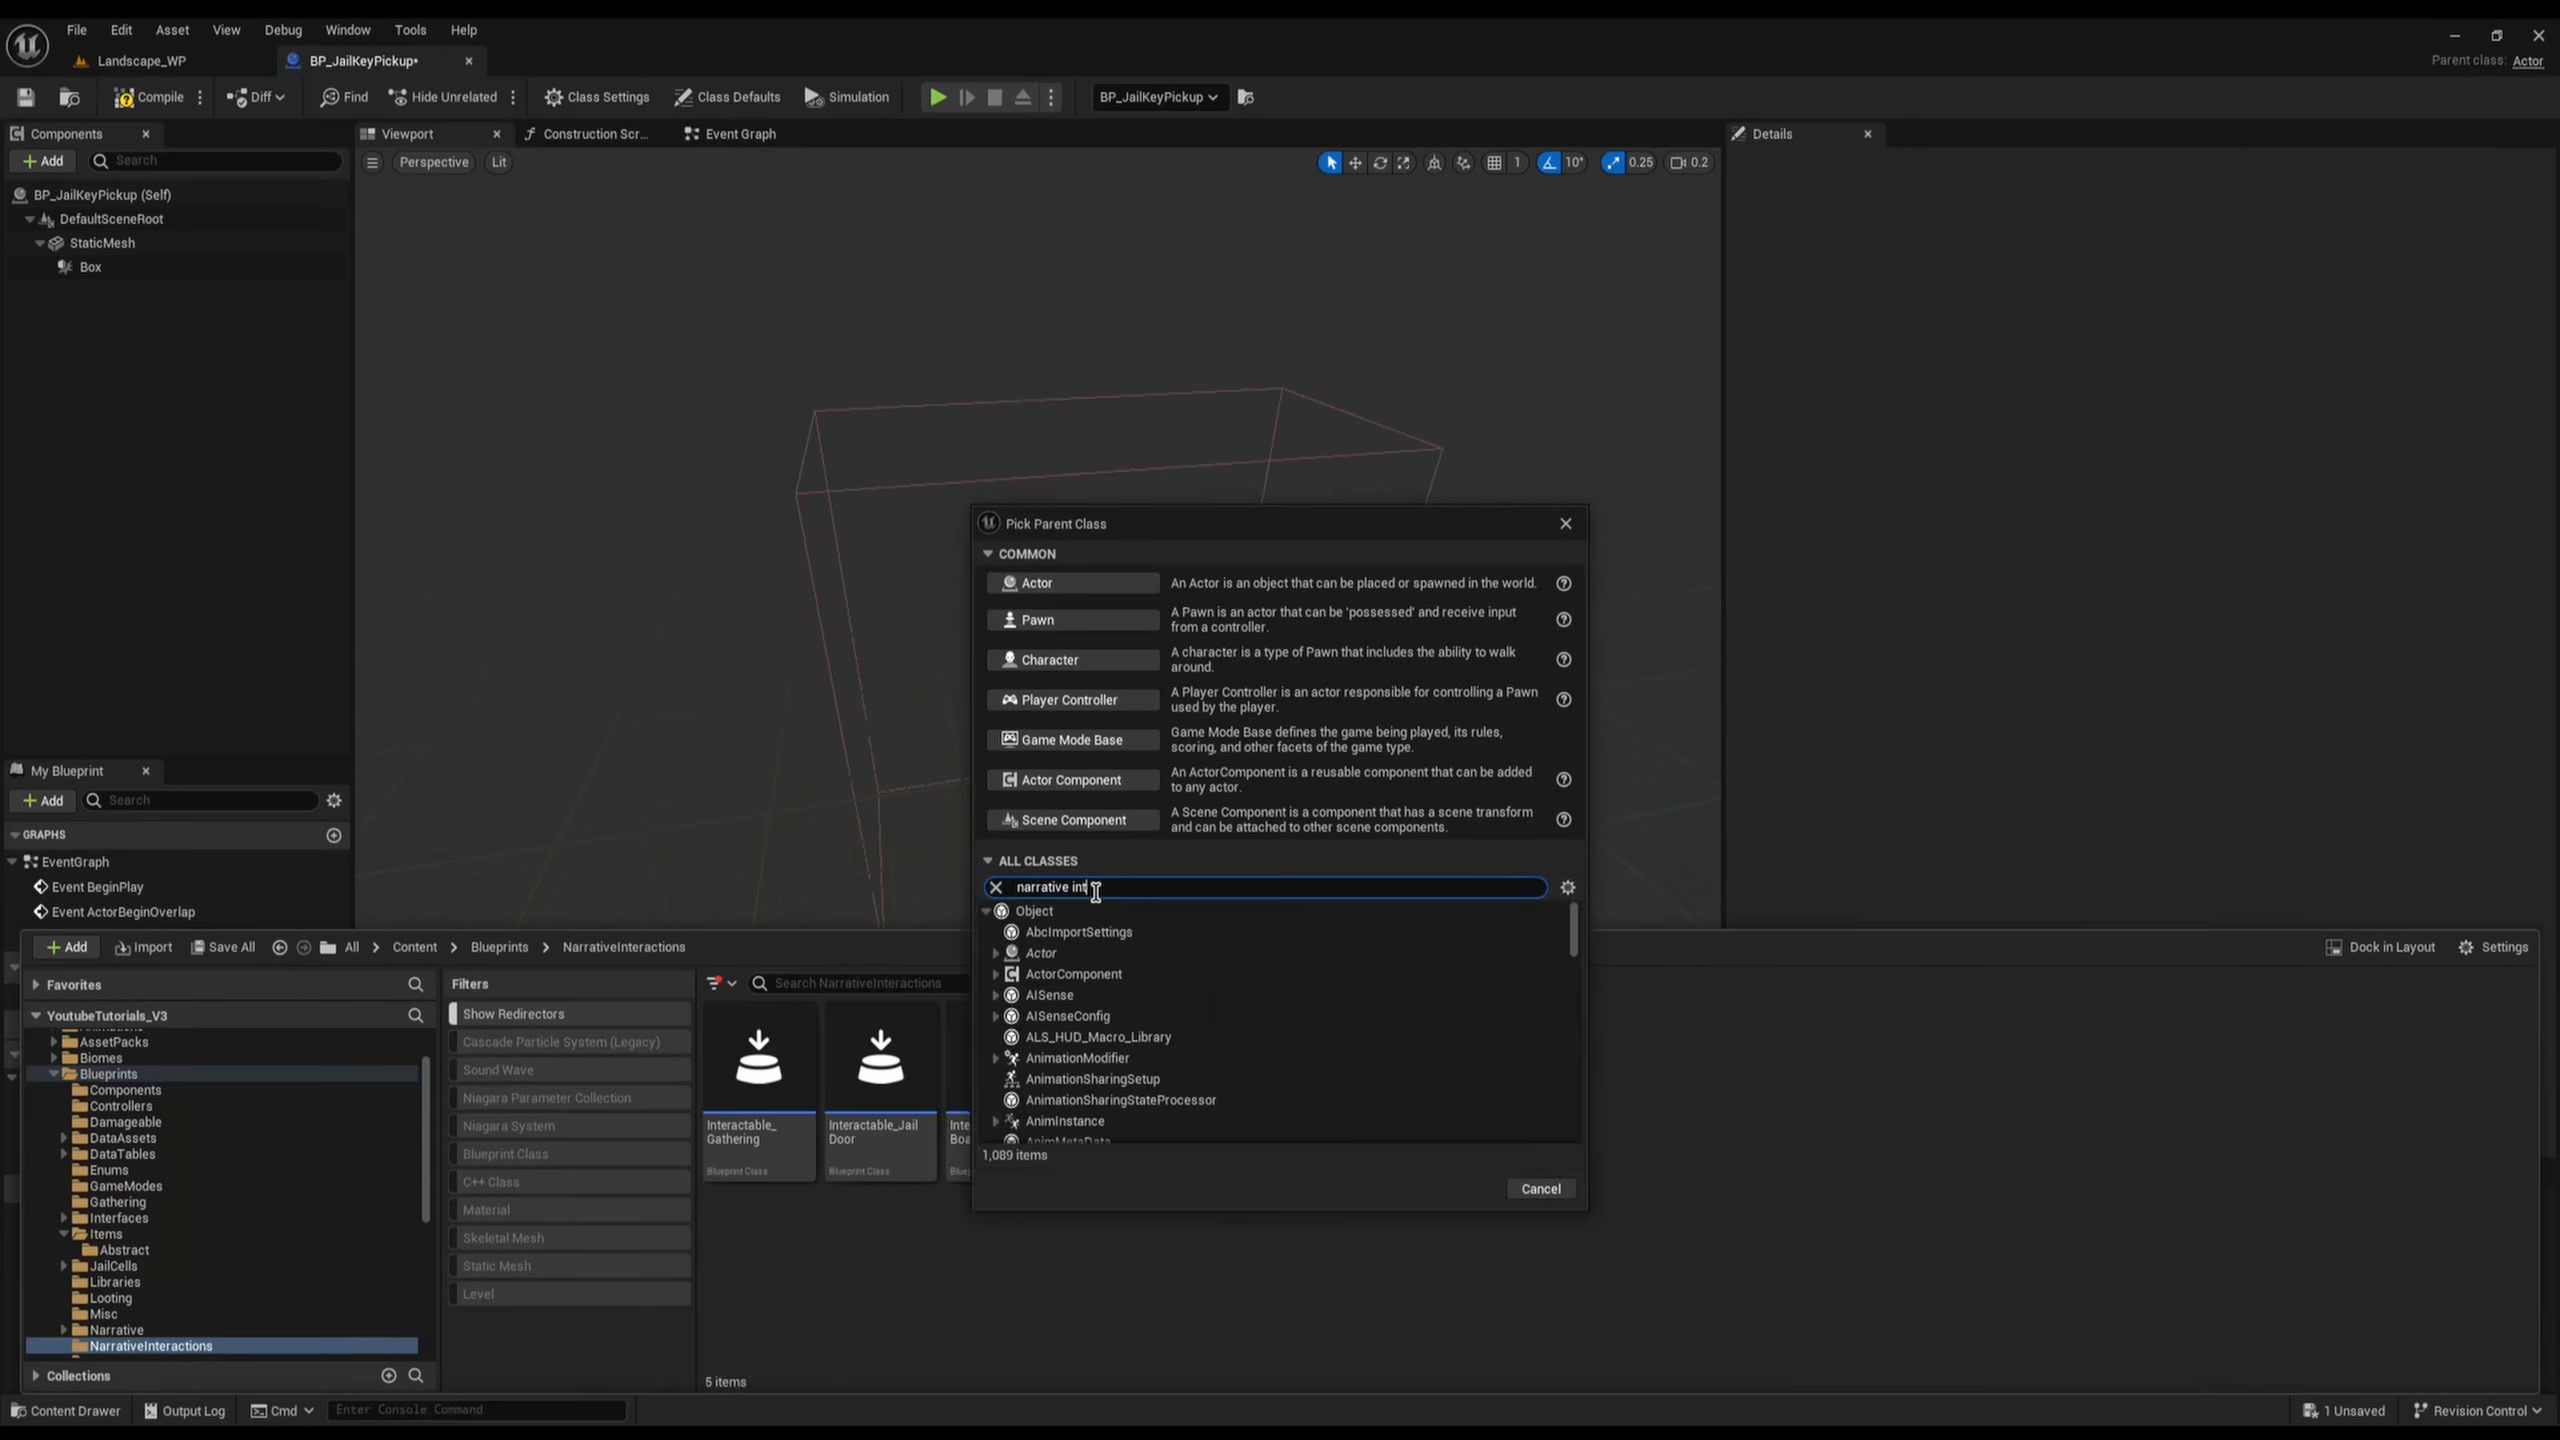 File Edit Asset View Debug Window Tools Help
Landscape_WP
BP_JailKeyPickup*
Parent class: Actor
Compile
Diff
Find
Hide Unrelated
Class Settings
Class Defaults
Simulation
BP_JailKeyPickup
Components
Viewport
Construction Scr...
Event Graph
Details
Add
Search
Perspective
Lit
1
10°
0.25
0.2
BP_JailKeyPickup (Self)
DefaultSceneRoot
StaticMesh
Box
Pick Parent Class
COMMON
Actor
An Actor is an object that can be placed or spawned in the world.
Pawn
A Pawn is an actor that can be 'possessed' and receive input
from a controller.
Character
A character is a type of Pawn that includes the ability to walk
around.
Player Controller
A Player Controller is an actor responsible for controlling a Pawn
used by the player.
Game Mode Base
Game Mode Base defines the game being played, its rules,
scoring, and other facets of the game type.
Actor Component
An ActorComponent is a reusable component that can be added
to any actor.
Scene Component
A Scene Component is a component that has a scene transform
and can be attached to other scene components.
ALL CLASSES
narrative int
Object
AbcImportSettings
Actor
ActorComponent
AISense
AISenseConfig
ALS_HUD_Macro_Library
AnimationModifier
AnimationSharingSetup
AnimationSharingStateProcessor
AnimInstance
AnimMetaData
1,089 items
Cancel
My Blueprint
Add
Search
GRAPHS
EventGraph
Event BeginPlay
Event ActorBeginOverlap
Add
Import
Save All
All
Content
Blueprints
NarrativeInteractions
Dock in Layout
Settings
Favorites
YoutubeTutorials_V3
AssetPacks
Biomes
Blueprints
Components
Controllers
Damageable
DataAssets
DataTables
Enums
GameModes
Gathering
Interfaces
Items
Abstract
JailCells
Libraries
Looting
Misc
Narrative
NarrativeInteractions
Collections
Filters
Show Redirectors
Cascade Particle System (Legacy)
Sound Wave
Niagara Parameter Collection
Niagara System
Blueprint Class
C++ Class
Material
Skeletal Mesh
Static Mesh
Level
Search NarrativeInteractions
Interactable_
Gathering
Blueprint Class
Interactable_Jail
Door
Blueprint Class
Inte
Boa
Bluep
5 items
Content Drawer
Output Log
Cmd
Enter Console Command
1 Unsaved
Revision Control